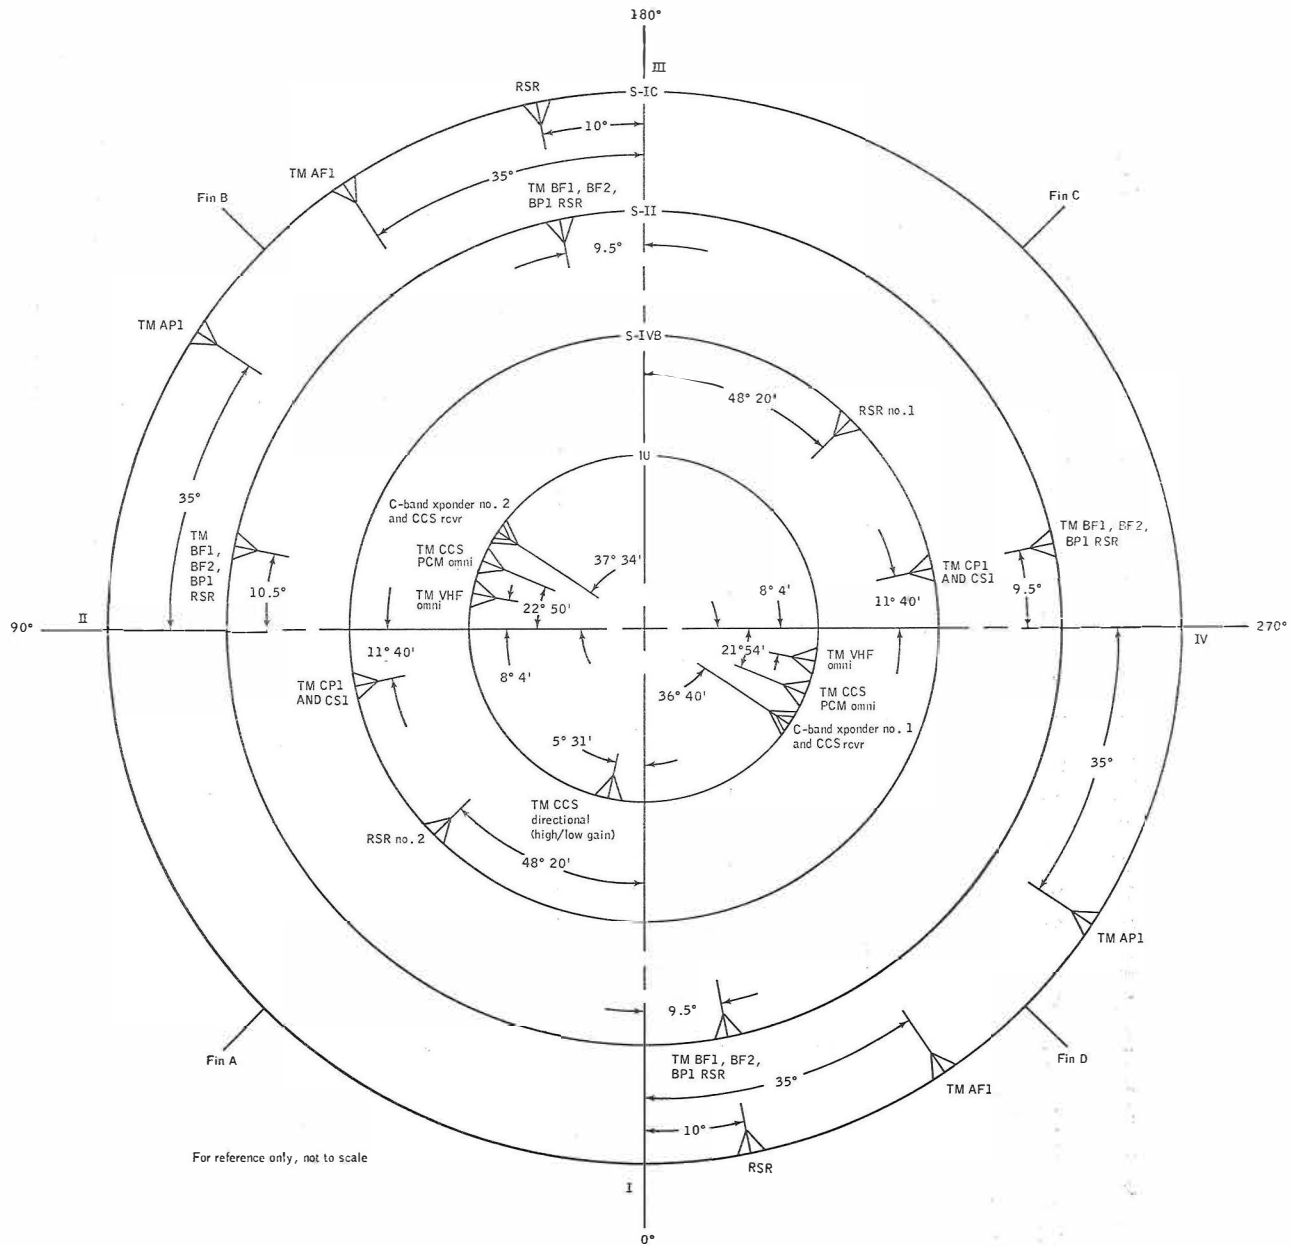 180°
III
RSR
S-IC
10°
TM AF1
35°
Fin B
TM BF1, BF2,
BP1 RSR
Fin C
S-II
9.5°
TM AP1
S-IVB
48° 20'
RSR no.1
IU
C-band xponder no. 2
and CCS rcvr
35°
TM
BF1,
BF2,
BP1
RSR
TM CCS
PCM omni
37° 34'
TM BF1, BF2,
BP1 RSR
TM CP1
AND CS1
10.5°
TM VHF
omni
22° 50'
8° 4'
11° 40'
9.5°
II
90°
270°
IV
11° 40'
8° 4'
21° 54'
TM VHF
omni
TM CP1
AND CS1
36° 40'
TM CCS
PCM omni
C-band xponder no. 1
and CCS rcvr
5° 31'
35°
TM CCS
directional
(high/low gain)
RSR no.2
48° 20'
TM AP1
9.5°
Fin A
TM BF1, BF2,
BP1 RSR
Fin D
35°
TM AF1
10°
For reference only, not to scale
RSR
I
0°